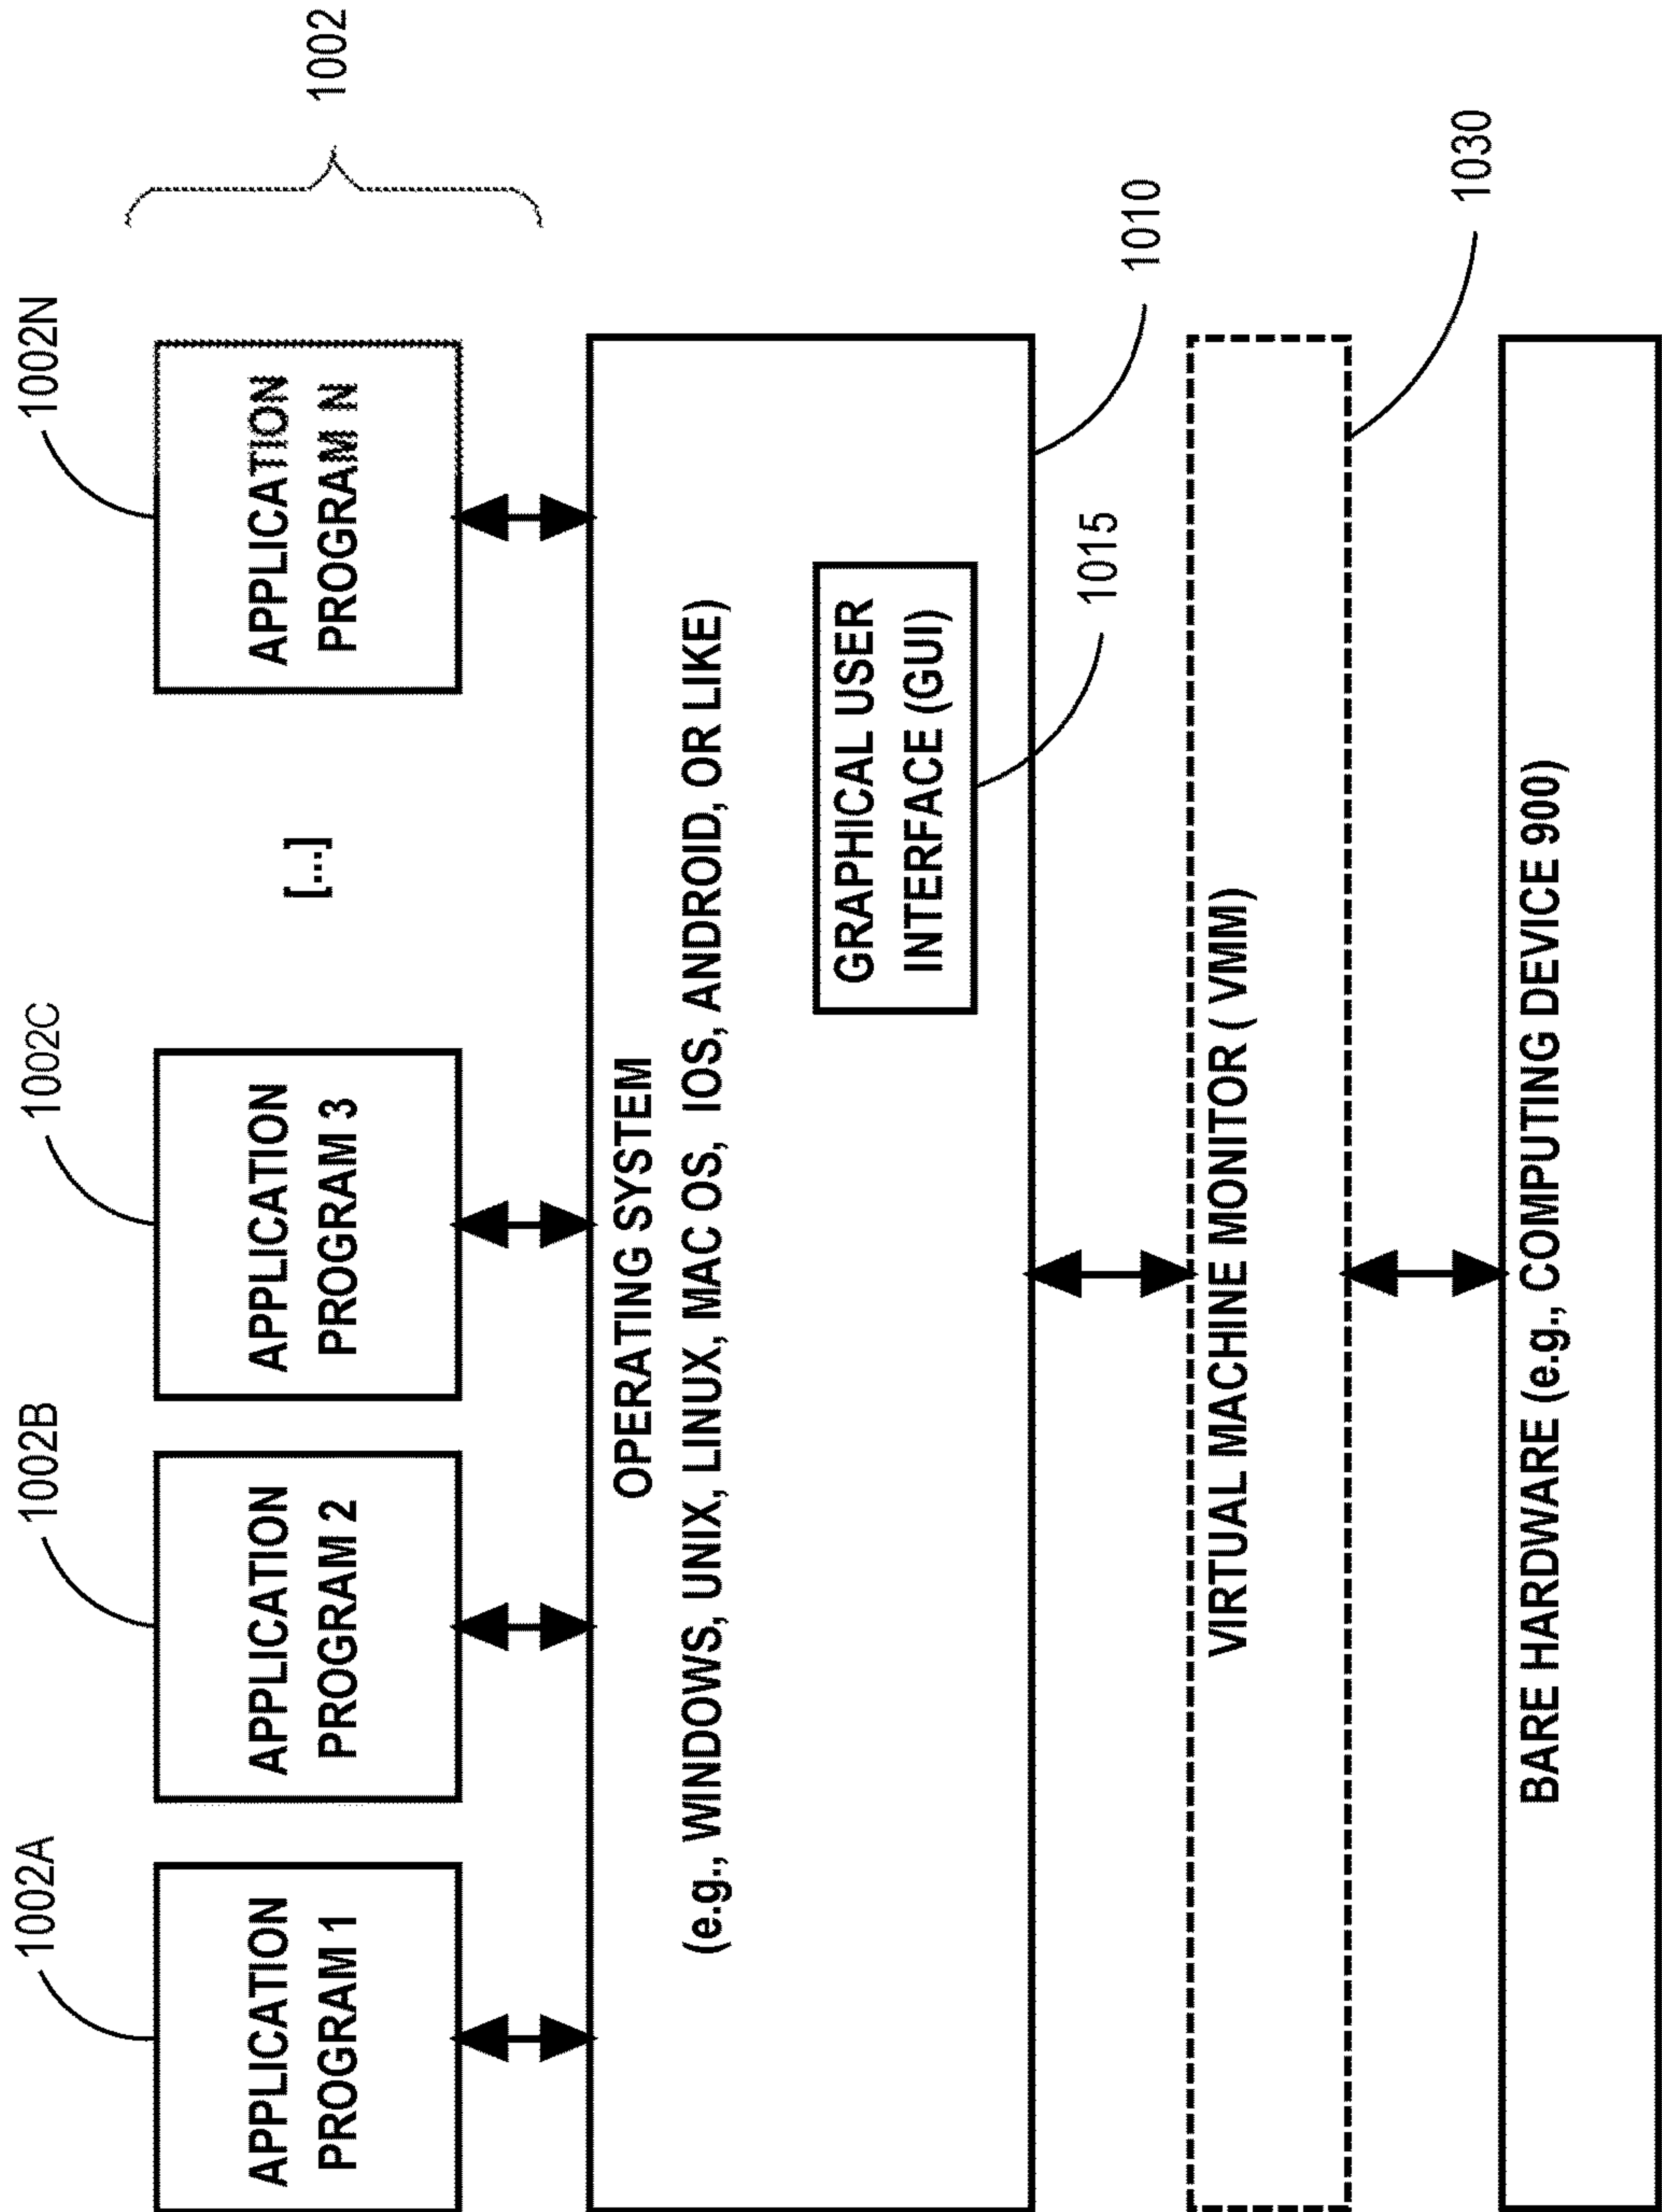 1002A
1002B
1002C
1002N
1002
APPLICATION
PROGRAM 1
APPLICATION
PROGRAM 2
APPLICATION
PROGRAM 3
[...]
APPLICATION
PROGRAM N
OPERATING SYSTEM
(e.g., WINDOWS, UNIX, LINUX, MAC OS, IOS, ANDROID, OR LIKE)
GRAPHICAL USER
INTERFACE (GUI)
1015
1010
VIRTUAL MACHINE MONITOR ( VMM)
1030
BARE HARDWARE (e.g., COMPUTING DEVICE 900)